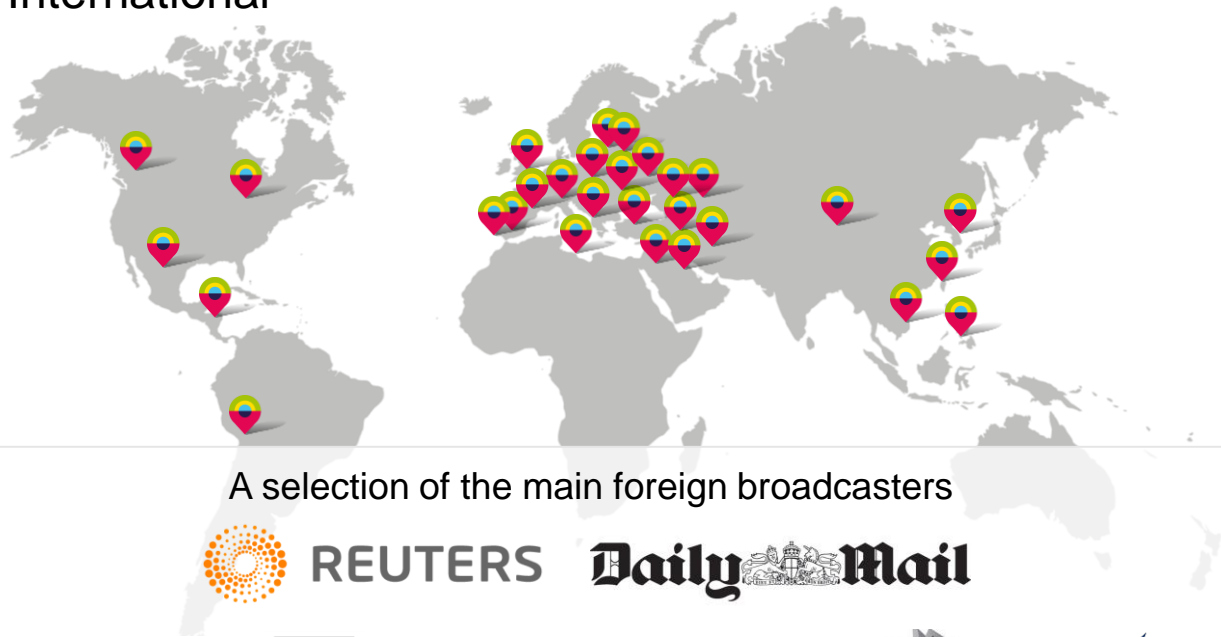 International
A selection of the main foreign broadcasters
REUTERS Daily Mail